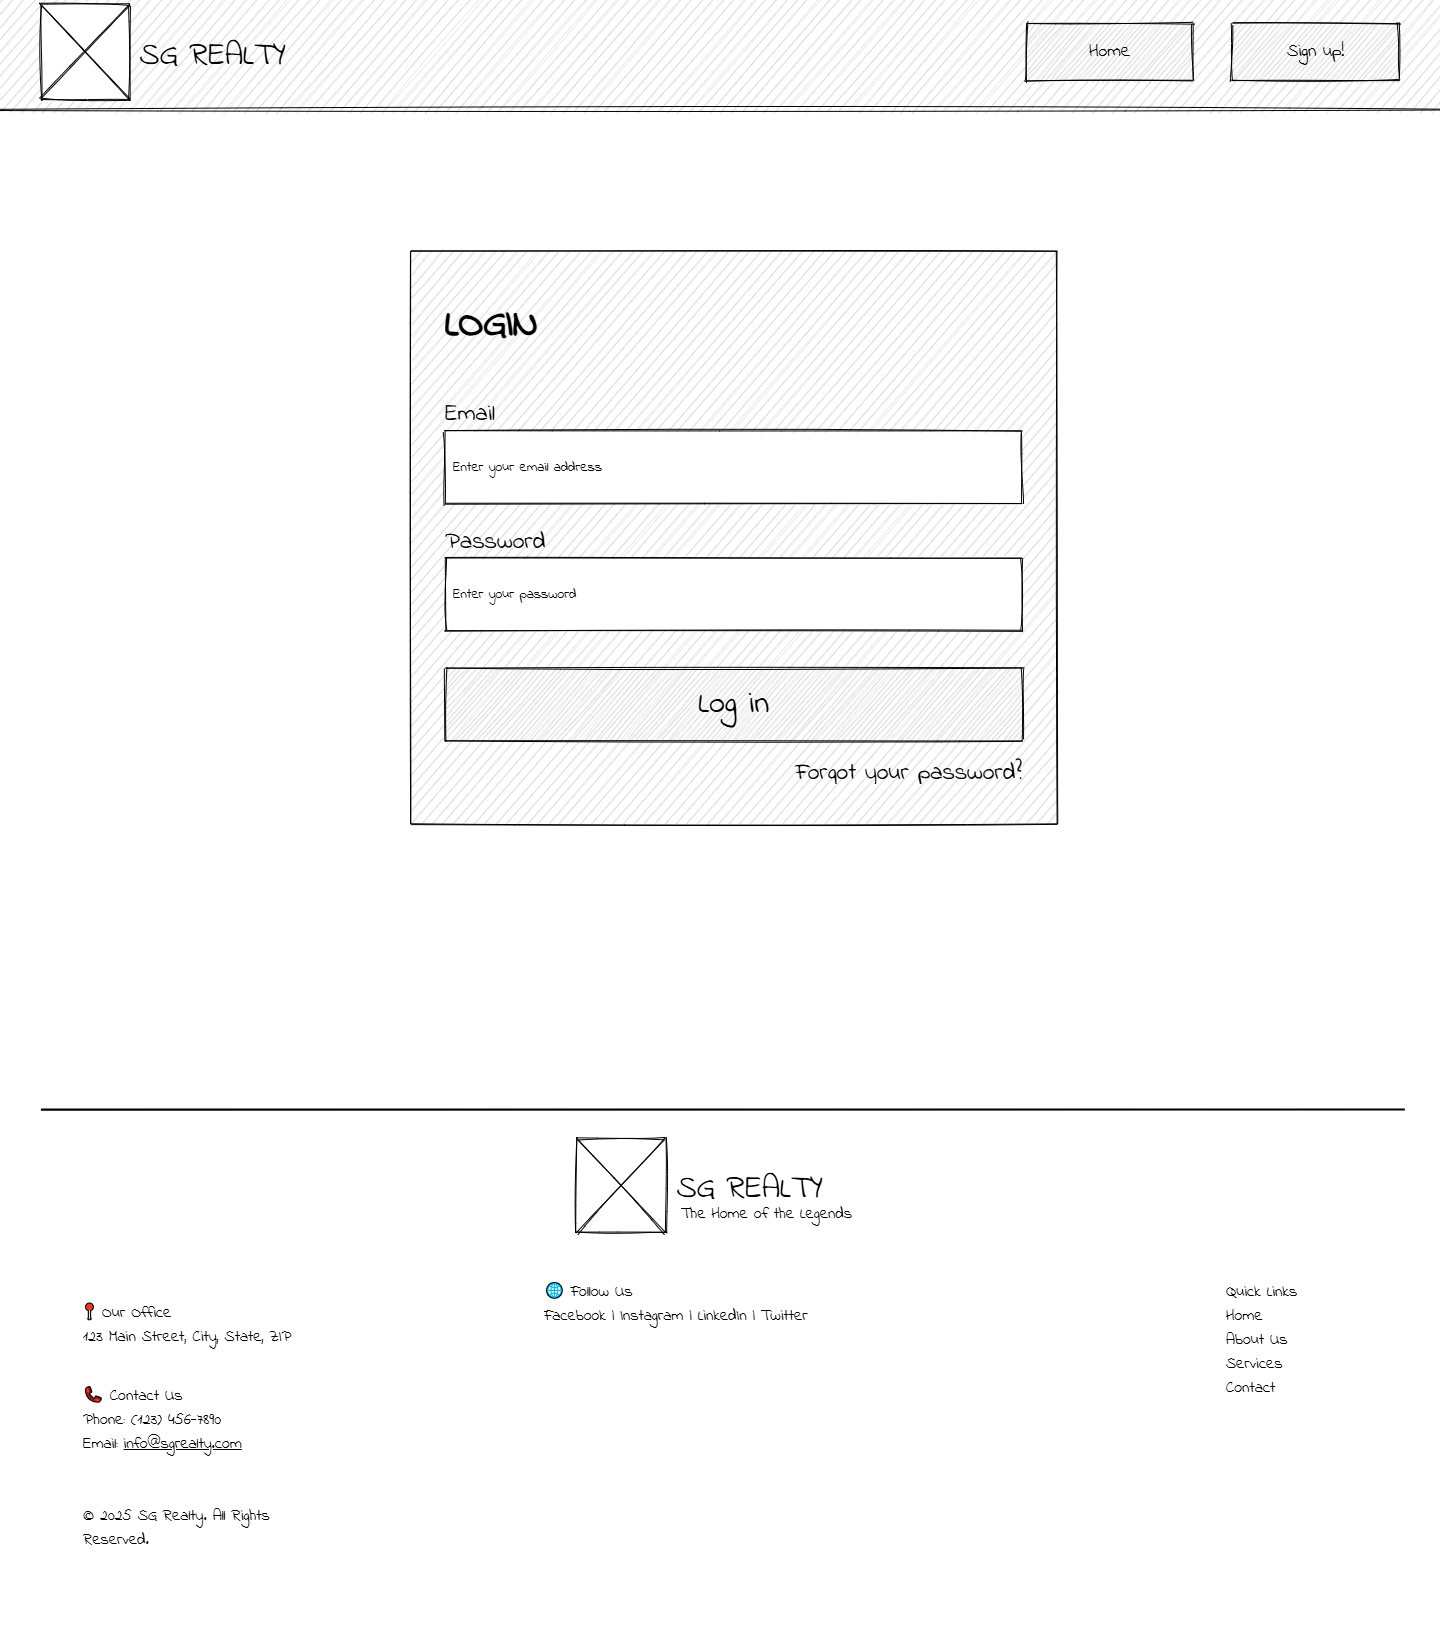 SG REALTY
Home
Sign up!
LOGIN
Email
Enter your email address
Password
Enter your password
Log in
Forgot your password?
SG REALTY
The Home of the Legends
📍 Our Office
123 Main Street, City, State, ZIP
📞 Contact Us
Phone: (123) 456-7890
Email: info@sgrealty.com
© 2025 SG Realty. All Rights
Reserved.
🌐 Follow Us
Facebook | Instagram | LinkedIn | Twitter
Quick Links
Home
About Us
Services
Contact